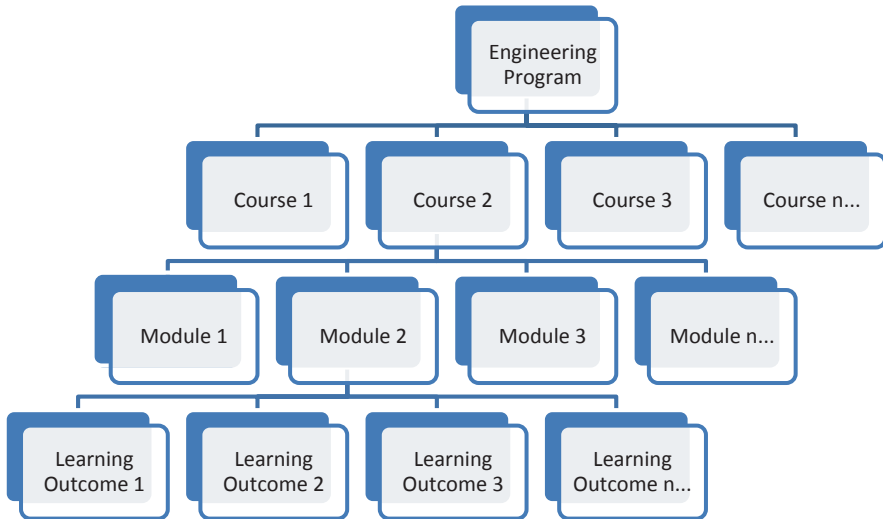 Engineering
Program
Course 1
Course 2
Course 3
Course n...
Module 1
Module 2
Module 3
Module n...
Learning
Outcome 1
Learning
Outcome 2
Learning
Outcome 3
Learning
Outcome n...